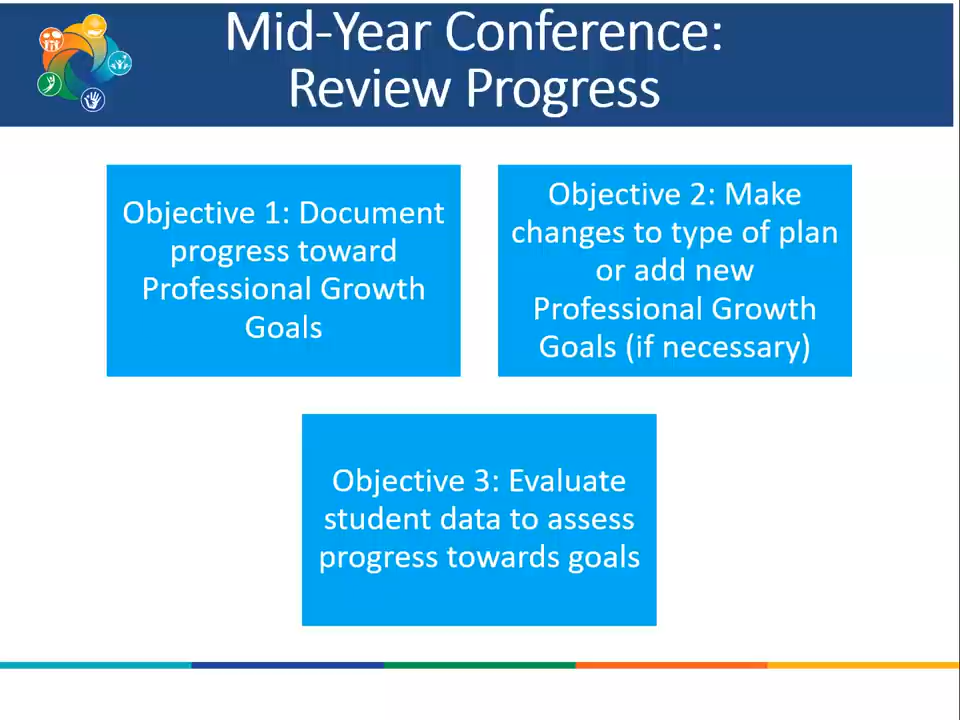 Mid-Year Conference:
Review Progress
Objective 1: Document
progress toward
Professional Growth
Goals
Objective 2: Make
changes to type of plan
or add new
Professional Growth
Goals (if necessary)
Objective 3: Evaluate
student data to assess
progress towards goals